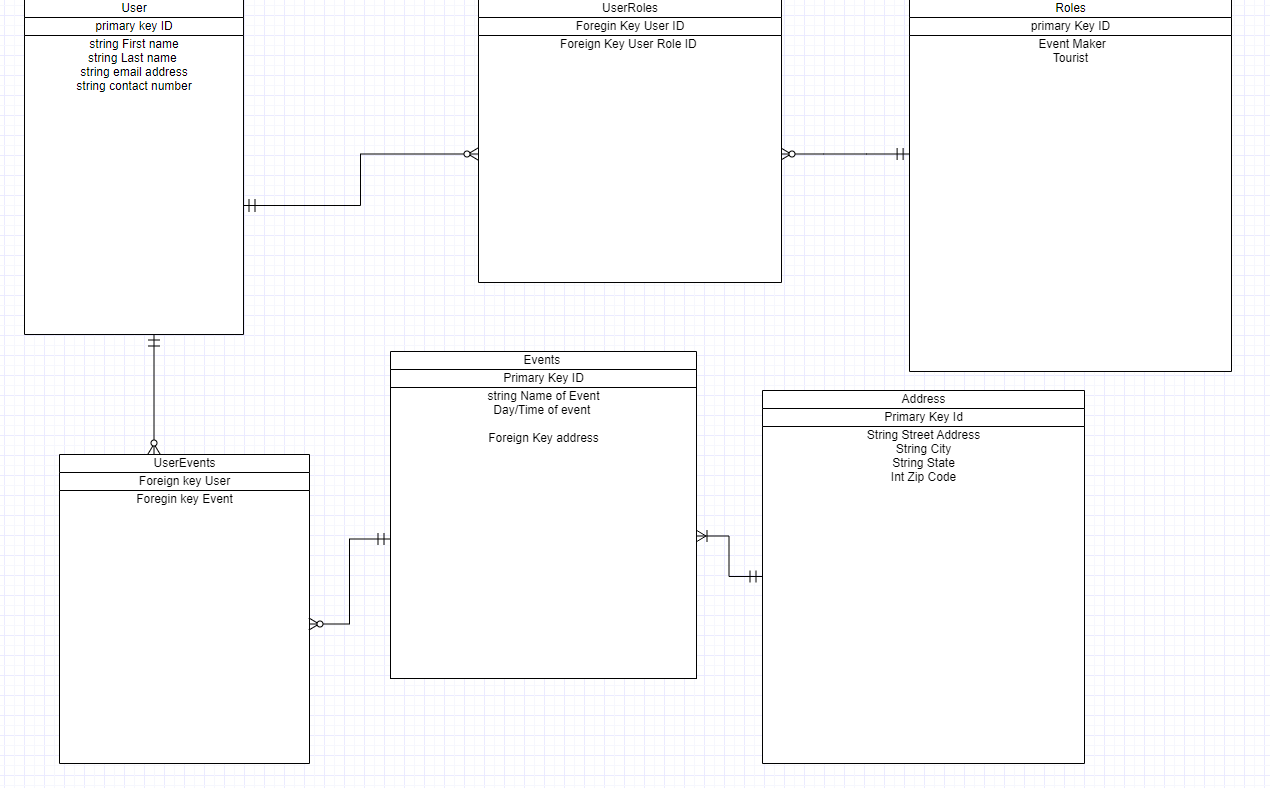 User
primary key ID
string First name
string Last name
string email address
string contact number
UserRoles
Foregin Key User ID
Foreign Key User Role ID
Roles
primary Key ID
Event Maker
Tourist
Events
Primary Key ID
string Name of Event
Day/Time of event
Foreign Key address
Address
Primary Key Id
String Street Address
String City
String State
Int Zip Code
UserEvents
Foreign key User
Foregin key Event